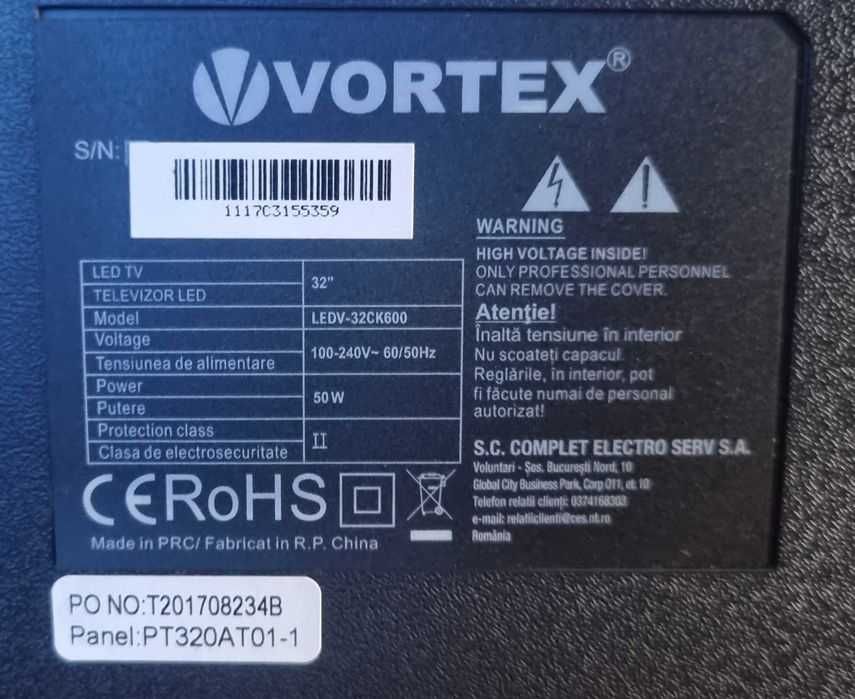 VORTEX®
S/N:
1117C3155359
LED TV
TELEVIZOR LED
32"
Model
LEDV-32CK600
Voltage
Tensiunea de alimentare
100-240V~ 60/50Hz
Power
Putere
50W
Protection class
Clasa de electrosecuritate
II
CE RoHS
Made in PRC/ Fabricat in R.P. China
WARNING
HIGH VOLTAGE INSIDE!
ONLY PROFESSIONAL PERSONNEL
CAN REMOVE THE COVER.
Atenţie!
Înaltă tensiune în interior
Nu scoateţi capacul.
Reglările, în interior, pot
fi făcute numai de personal
autorizat!
S.C. COMPLET ELECTRO SERV S.A.
Voluntari - Şos. Bucureşti Nord, 10
Global City Business Park, Corp O11, et. 10
Telefon relatii clienţi: 0374168303
e-mail: relatiiclienti@ces.nt.ro
România
PO NO:T201708234B
Panel:PT320AT01-1